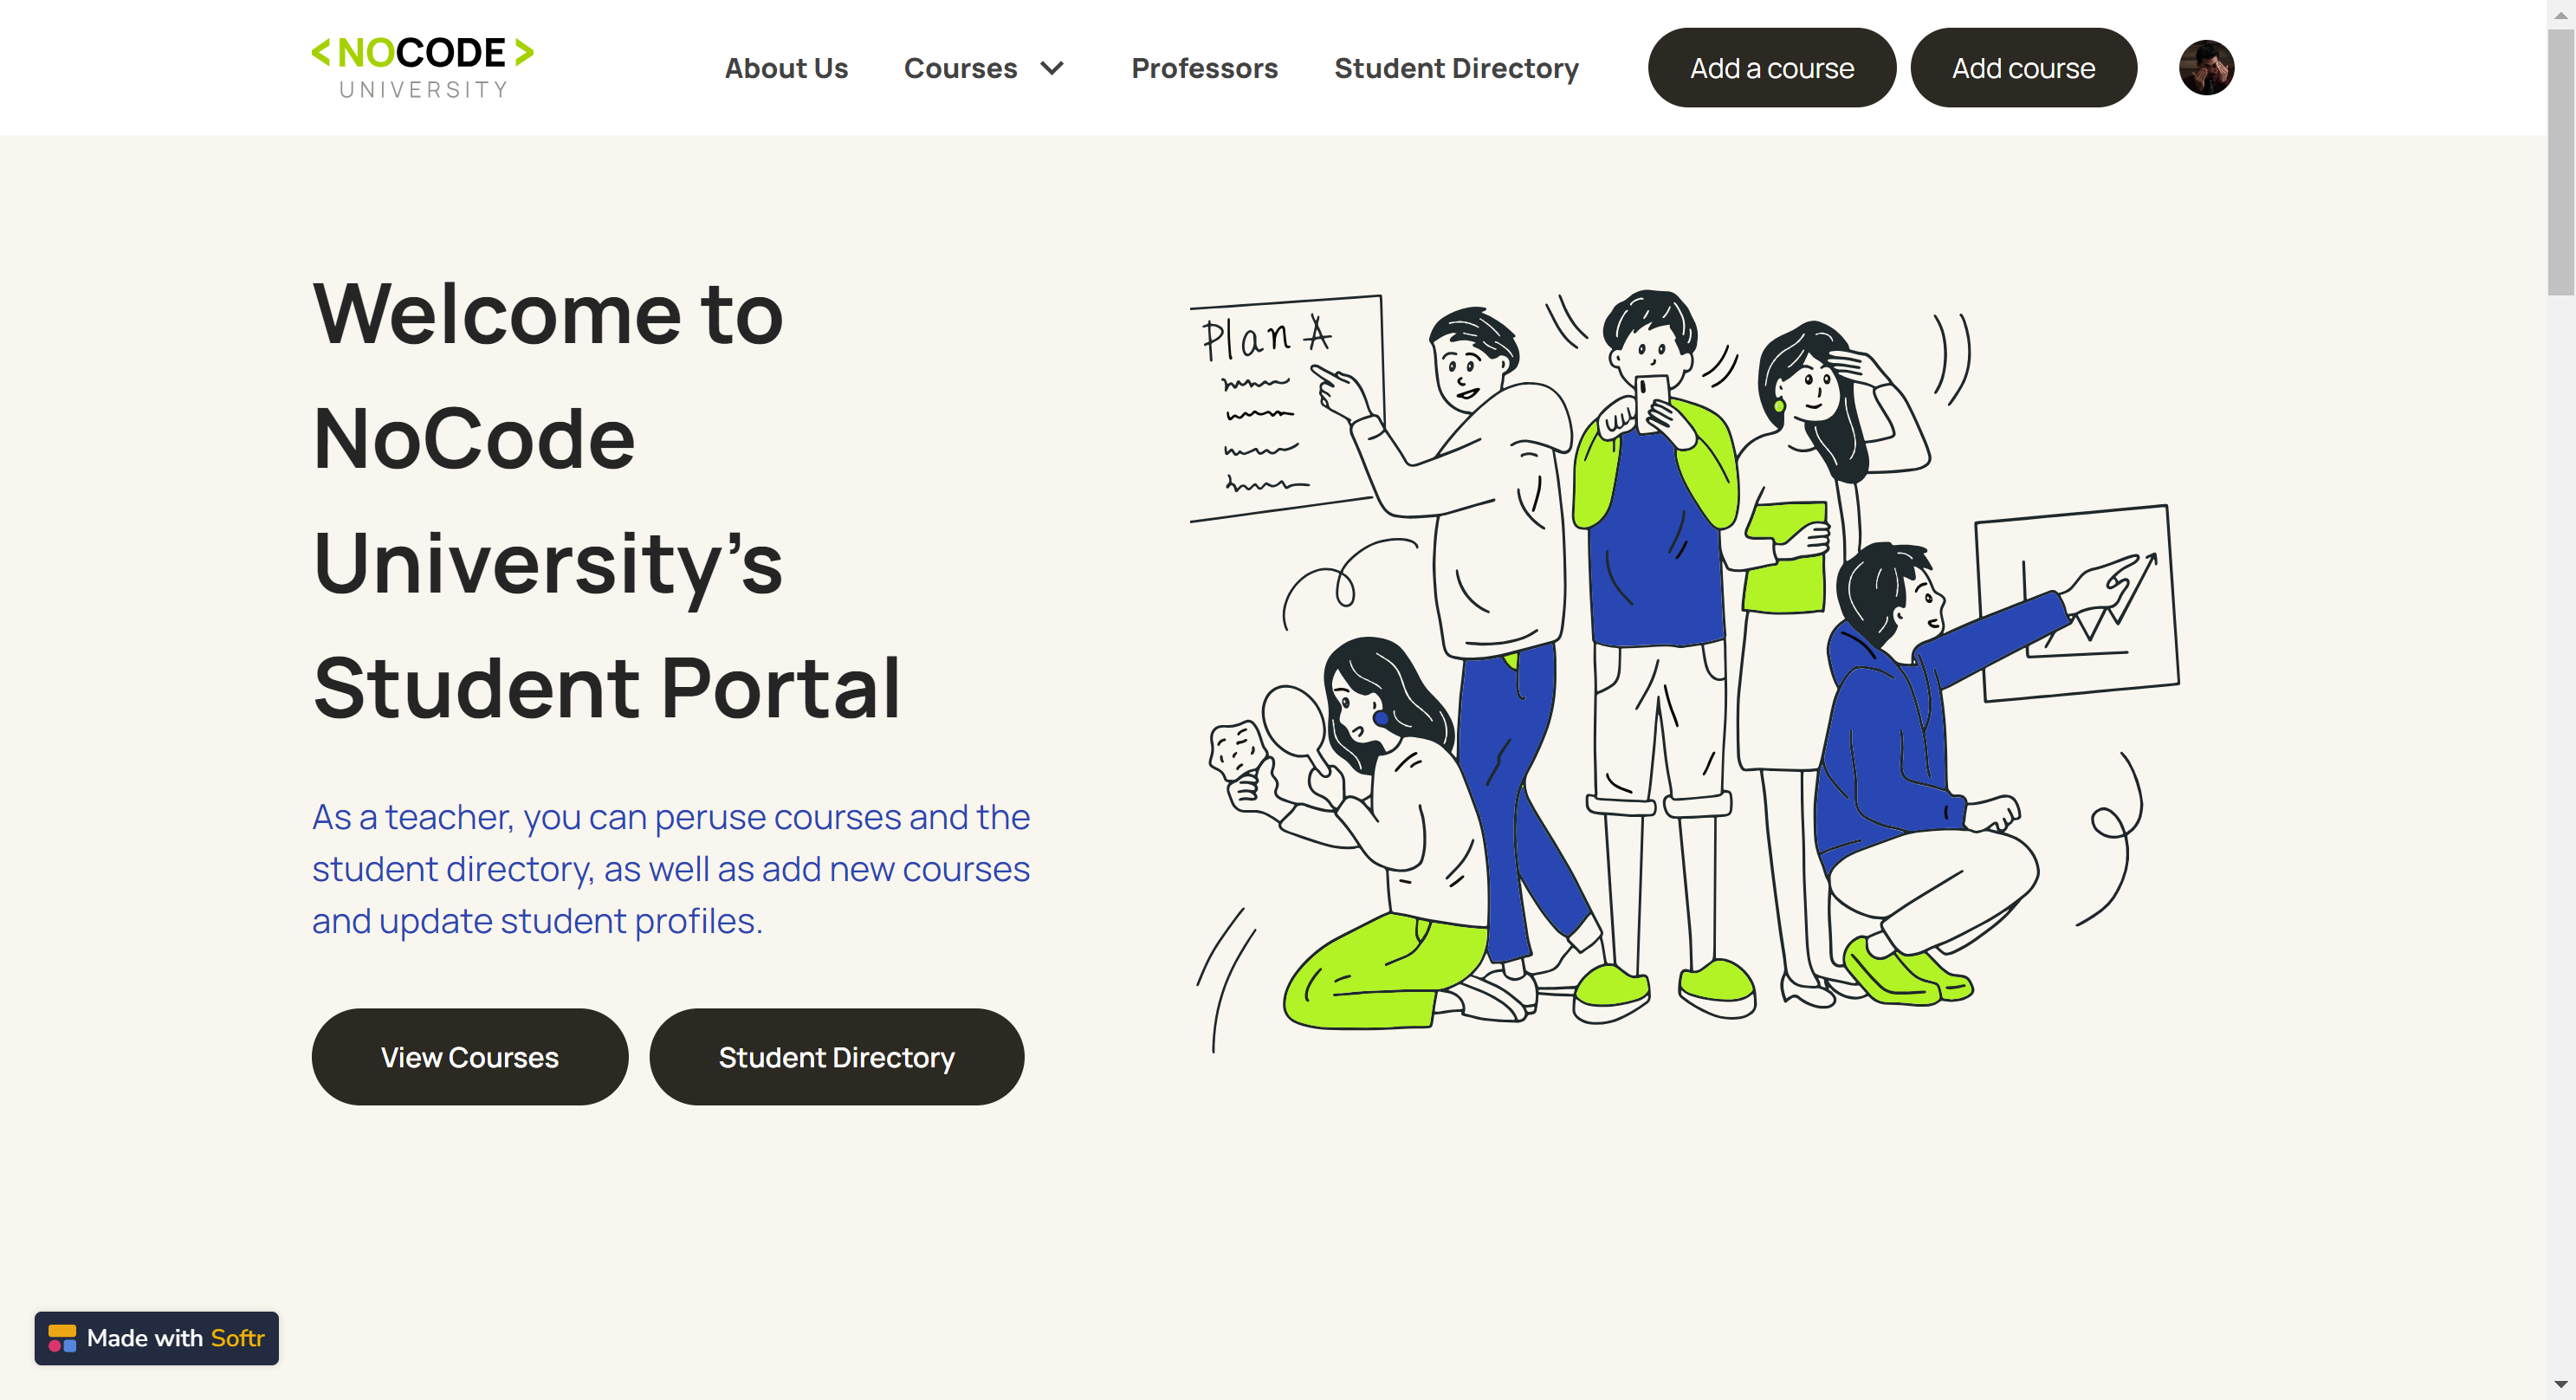 <NOCODE>
UNIVERSITY
About Us
Courses
Professors
Student Directory
Add a course
Add course
Welcome to
NoCode
University’s
Student Portal
As a teacher, you can peruse courses and the
student directory, as well as add new courses
and update student profiles.
View Courses
Student Directory
Plan A
Made with Softr